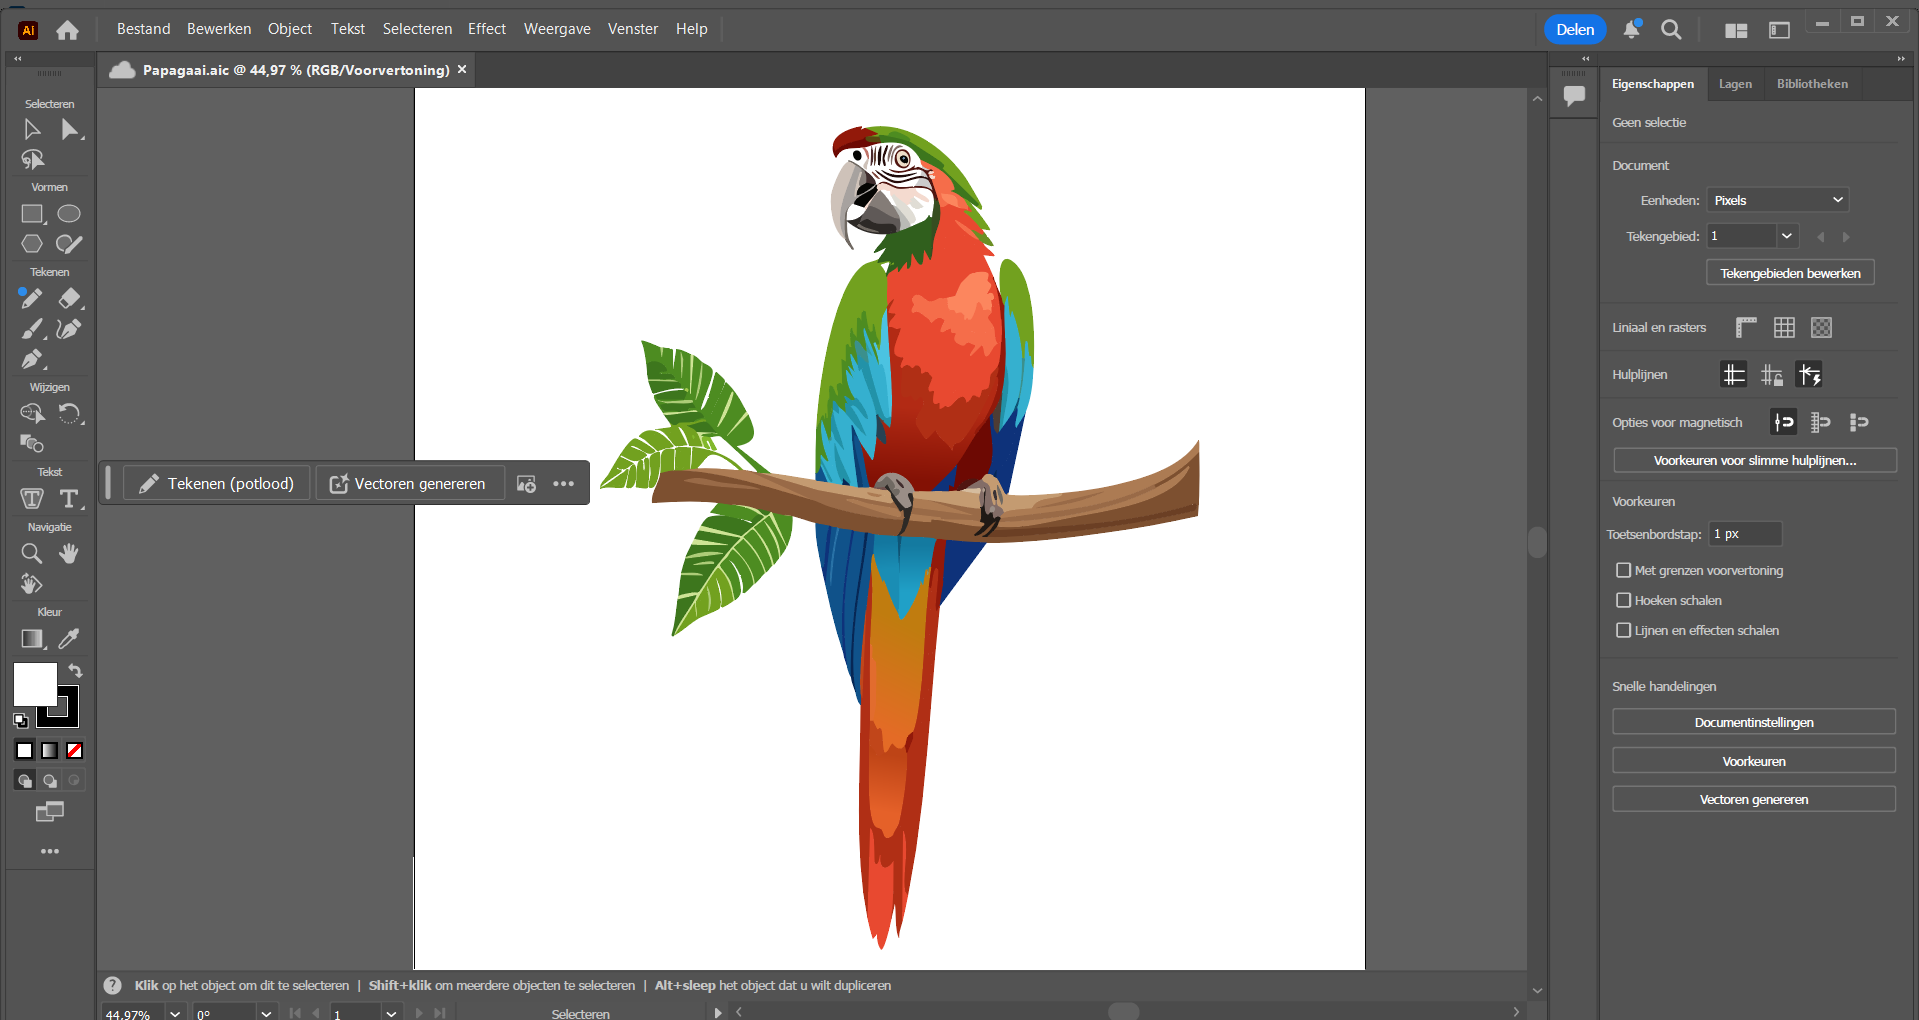 Ai
Bestand Bewerken Object Tekst Selecteren Effect Weergave Venster Help
Delen
Papagaai.aic @ 44,97 % (RGB/Voorvertoning) ×
Selecteren
Vormen
Tekenen
Wijzigen
Tekst
Navigatie
Kleur
Tekenen (potlood) Vectoren genereren
Eigenschappen Lagen Bibliotheken
Geen selectie
Document
Eenheden: Pixels
Tekengebied: 1
Tekengebieden bewerken
Liniaal en rasters
Hulplijnen
Opties voor magnetisch
Voorkeuren voor slimme hulplijnen...
Voorkeuren
Toetsenbordstap: 1 px
Met grenzen voorvertoning
Hoeken schalen
Lijnen en effecten schalen
Snelle handelingen
Documentinstellingen
Voorkeuren
Vectoren genereren
? Klik op het object om dit te selecteren | Shift+klik om meerdere objecten te selecteren | Alt+sleep het object dat u wilt dupliceren
44,97% 0° 1 Selecteren